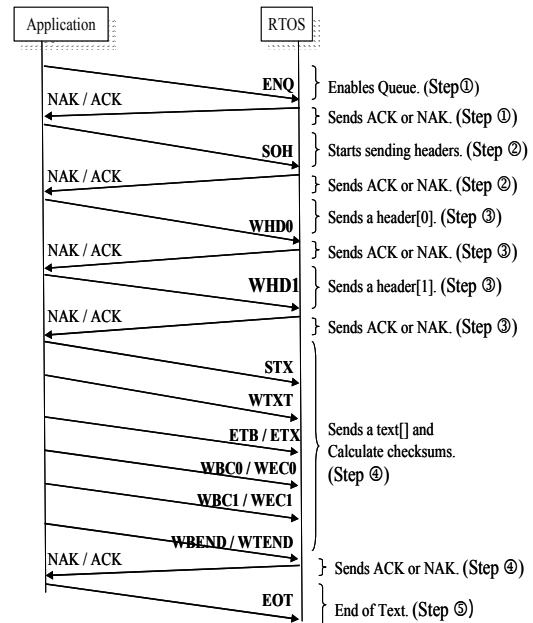 Application
RTOS
ENQ
Enables Queue. (Step①)
NAK / ACK
Sends ACK or NAK. (Step ①)
SOH
Starts sending headers. (Step ②)
NAK / ACK
Sends ACK or NAK. (Step ②)
WHD0
Sends a header[0]. (Step ③)
NAK / ACK
Sends ACK or NAK. (Step ③)
WHD1
Sends a header[1]. (Step ③)
NAK / ACK
Sends ACK or NAK. (Step ③)
STX
WTXT
ETB / ETX
WBC0 / WEC0
WBC1 / WEC1
WBEND / WTEND
Sends a text[] and
Calculate checksums.
(Step ④)
NAK / ACK
Sends ACK or NAK. (Step ④)
EOT
End of Text. (Step ⑤)